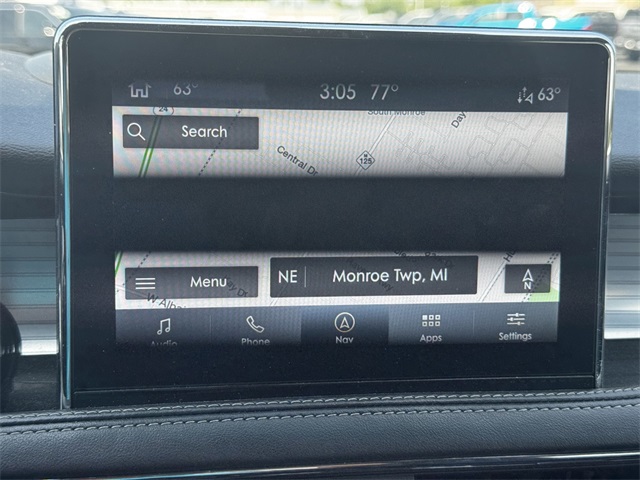 63° 3:05 77° 63°
24
South Monroe
Search
Central Dr
M 125
Menu NE Monroe Twp, MI N
Audio Phone Nav Apps Settings